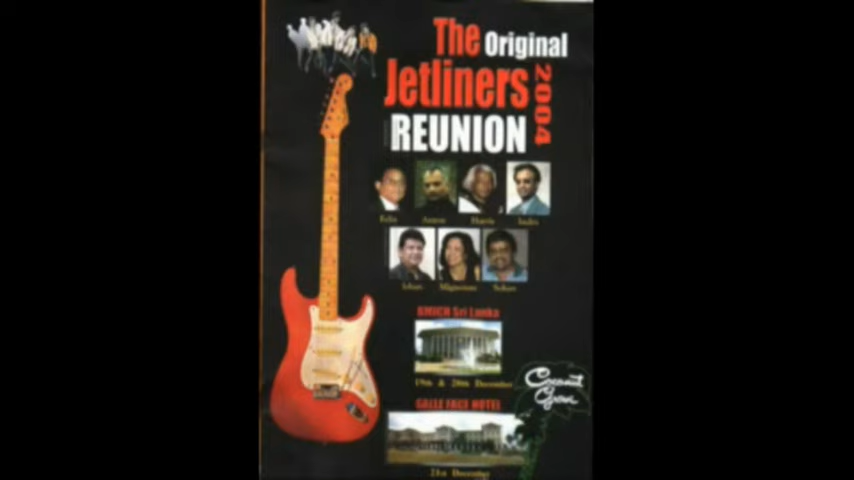 The Original
Jetliners
2004
REUNION
Felix Anton Harris Indra
Ishan Mignonne Sohan
BMICH Sri Lanka
19th & 20th December
GALLE FACE HOTEL
21st December
Coconut